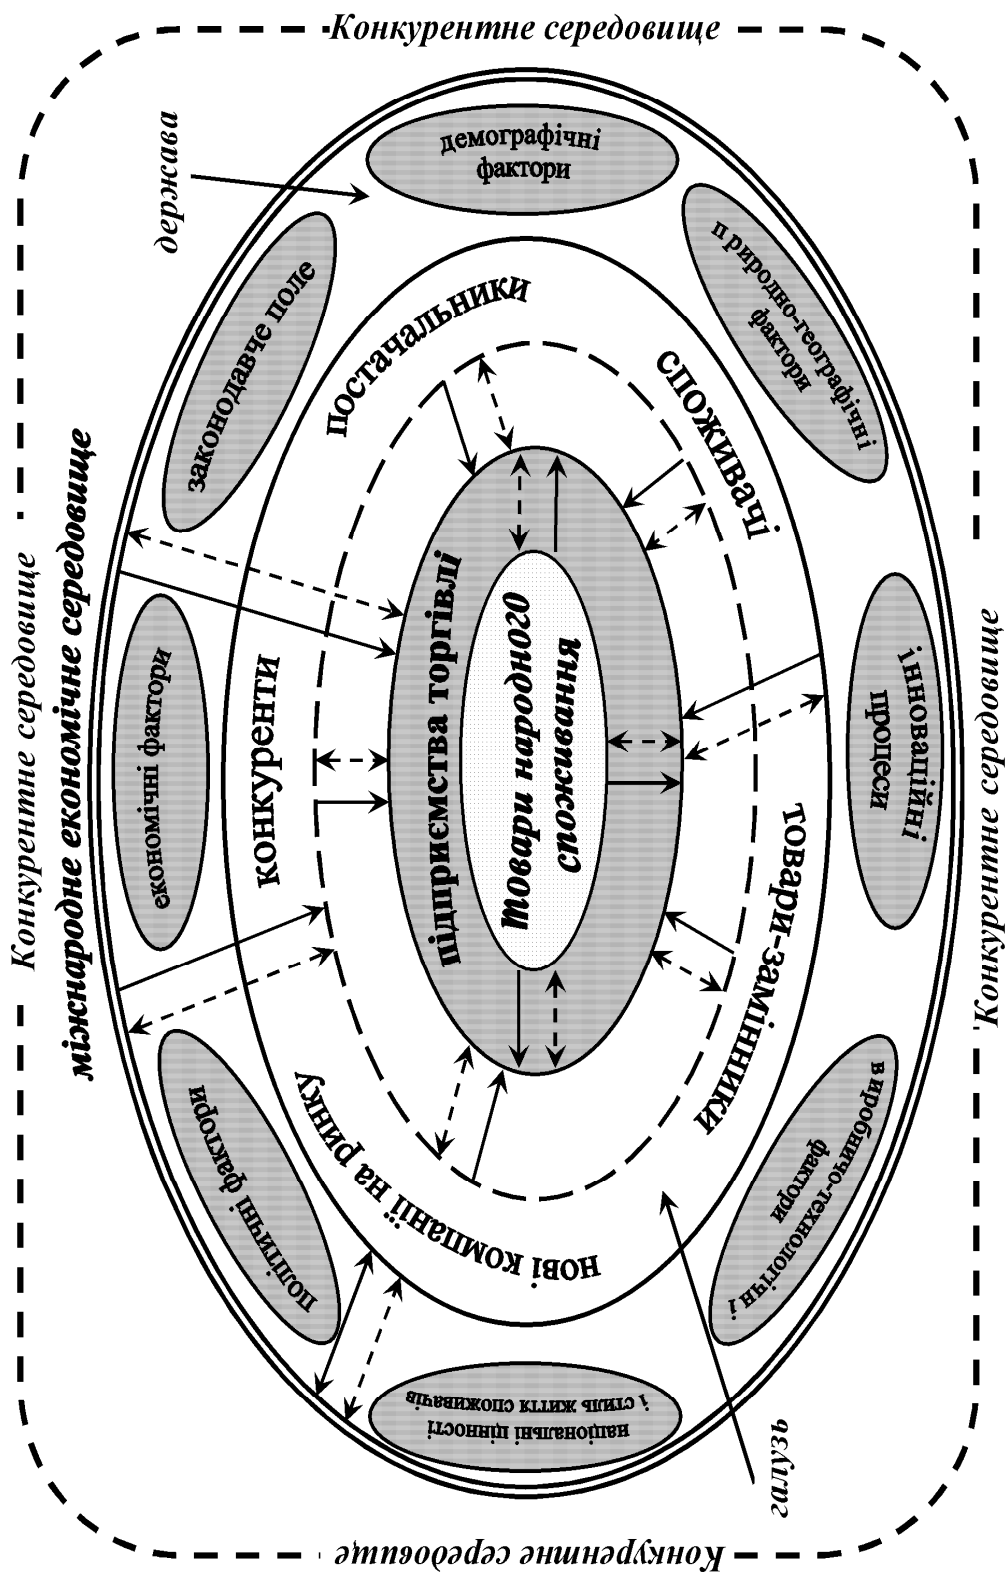 Конкурентне середовище
Конкурентне середовище
міжнародне економічне середовище
держава
політичні фактори
економічні фактори
законодавче поле
демографічні
фактори
природно-географічні
фактори
інноваційні
процеси
виробничо-технологічні
фактори
національні цінності
і стиль життя споживачів
нові компанії на ринку
конкуренти
постачальники
споживачі
товари-замінники
підприємства торгівлі
Товари народного
споживання
галузь
Конкурентне середовище
Конкурентне середовище